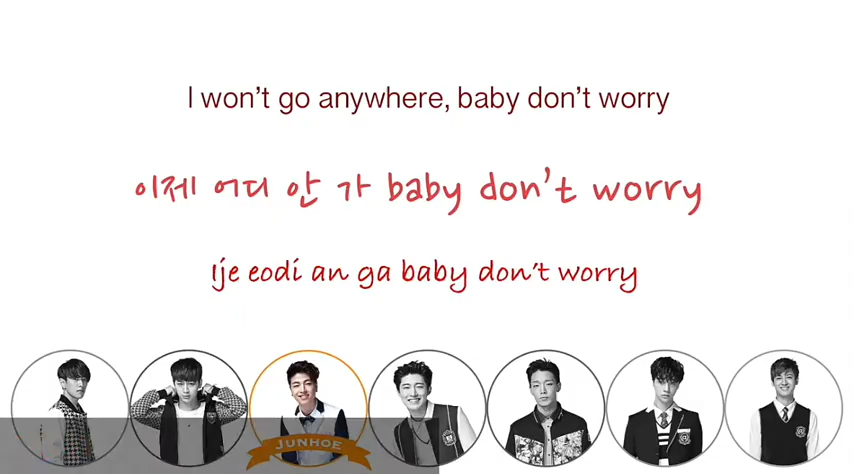 I won't go anywhere, baby don't worry
이제 어디 안 가 baby don't worry
Ije eodi an ga baby don't worry
JUNHOE